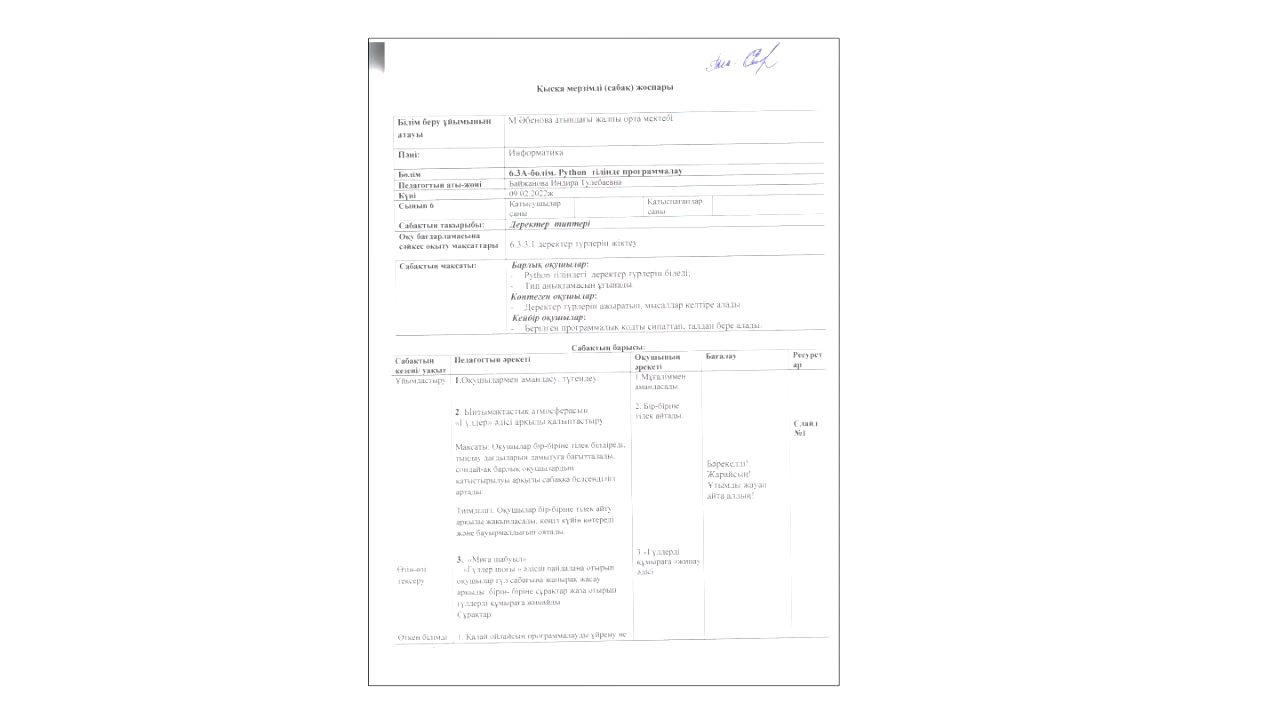 Қысқа мерзімді (сабақ) жоспары
Білім беру ұйымының М Әбенова атындағы жалпы орта мектебі
атауы
Пәні: Информатика
Бөлім 6.3А-бөлім. Python тілінде программалау
Педагогтың аты-жөні Байжанова Индира Тулебаевна
Күні 09.02.2022ж
Сынып 6 Қатысушылар Қатыспағандар
саны саны
Сабақтың тақырыбы: Деректер типтері
Оқу бағдарламасына
сәйкес оқыту мақсаттары 6.3.3.1 деректер түрлерін жіктеу
Сабақтың мақсаты: Барлық оқушылар:
- Python тіліндегі деректер түрлерін біледі;
- Тип анықтамасын ұғынады.
Көптеген оқушылар:
- Деректер түрлерін ажыратып, мысалдар келтіре алады
Кейбір оқушылар:
- Берілген программалық кодты сипаттап, талдап бере алады.
Сабақтың барысы:
Сабақтың Педагогтың әрекеті Оқушының Бағалау Ресурст
кезеңі/ уақыт әрекеті ар
Ұйымдастыру 1.Оқушылармен амандасу, түгендеу. 1.Мұғаліммен
амандасады.
2. Ынтымақтастық атмосферасын 2. Бір-біріне
«Гүлдер» әдісі арқылы қалыптастыру тілек айтады.
Слайд
№1
Мақсаты: Оқушылар бір-біріне тілек білдіреді,
тыңдау дағдыларын дамытуға бағытталады,
сондай-ақ барлық оқушылардың
қатыстырылуы арқылы сабаққа белсенділігі
артады
Бәрекелді!
Жарайсың!
Ұтымды жауап
айта алдың!
Тиімділігі: Оқушылар бір-біріне тілек айту
арқылы жақындасады, көңіл күйін көтереді
және бауырмалдығын оятады.
3. «Миға шабуыл» 3 «Гүлдерді
құмыраға жинау
әдісі
Өзін-өзі
тексеру
«Гүлдер шоғы » әдісін пайдалана отырып
оқушылар гүл сабағына жапырақ жасау
арқылы бірін- біріне сұрақтар жаза отырып
гүлдерді құмыраға жинайды
Сұрақтар
Өткен білімді 1. Қалай ойлайсың программалауды үйрену не